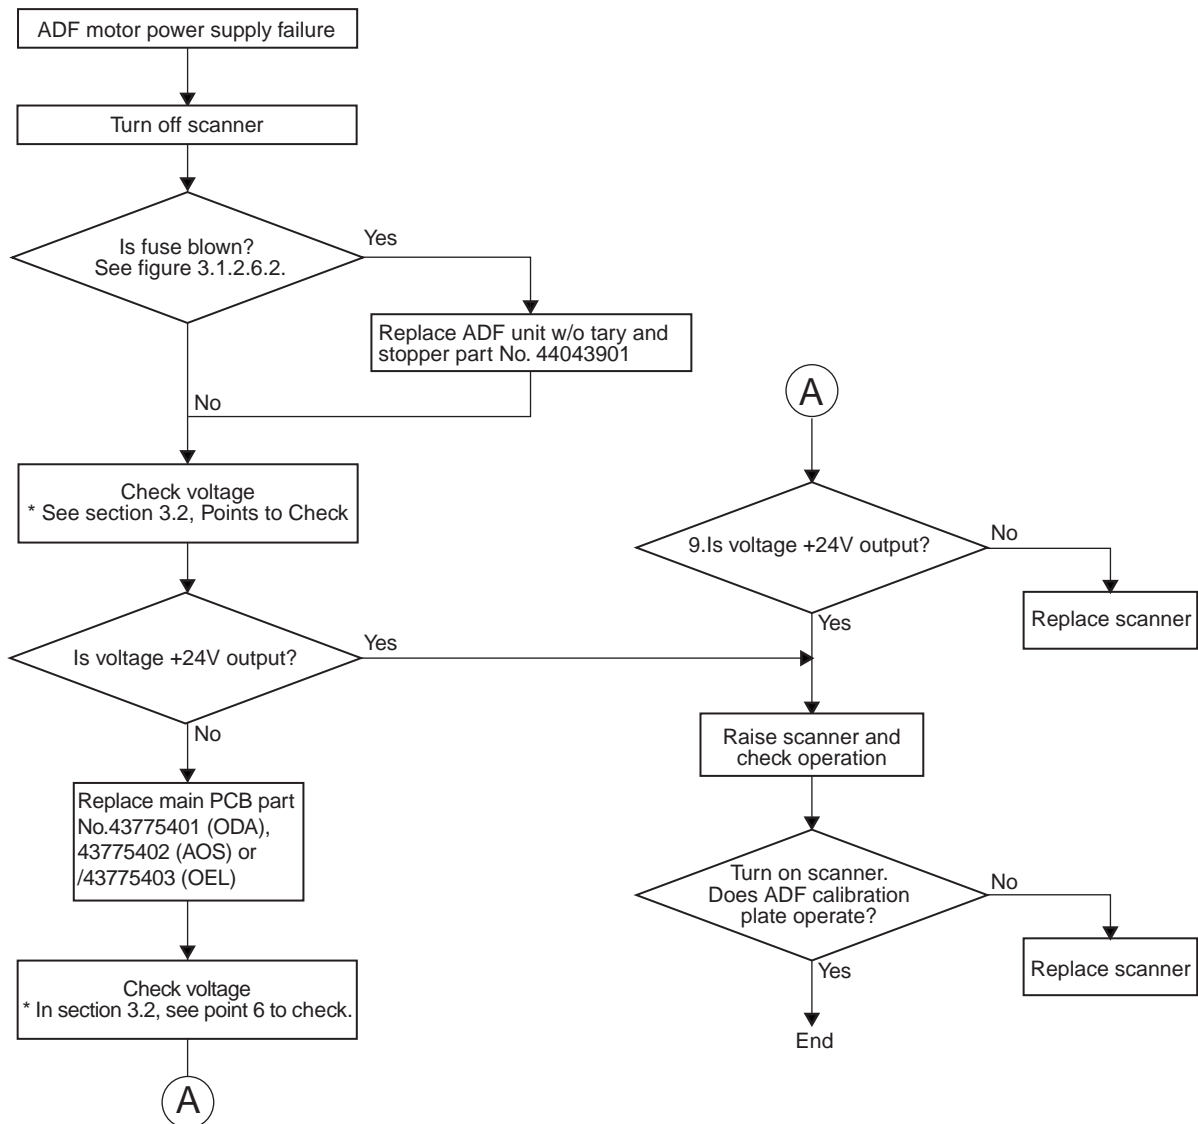 ADF motor power supply failure
Turn off scanner
Is fuse blown?
See figure 3.1.2.6.2.
Yes
Replace ADF unit w/o tary and
stopper part No. 44043901
No
Check voltage
* See section 3.2, Points to Check
Is voltage +24V output?
Yes
No
Replace main PCB part
No.43775401 (ODA),
43775402 (AOS) or
/43775403 (OEL)
Check voltage
* In section 3.2, see point 6 to check.
A
A
9.Is voltage +24V output?
No
Replace scanner
Yes
Raise scanner and
check operation
Turn on scanner.
Does ADF calibration
plate operate?
No
Replace scanner
Yes
End